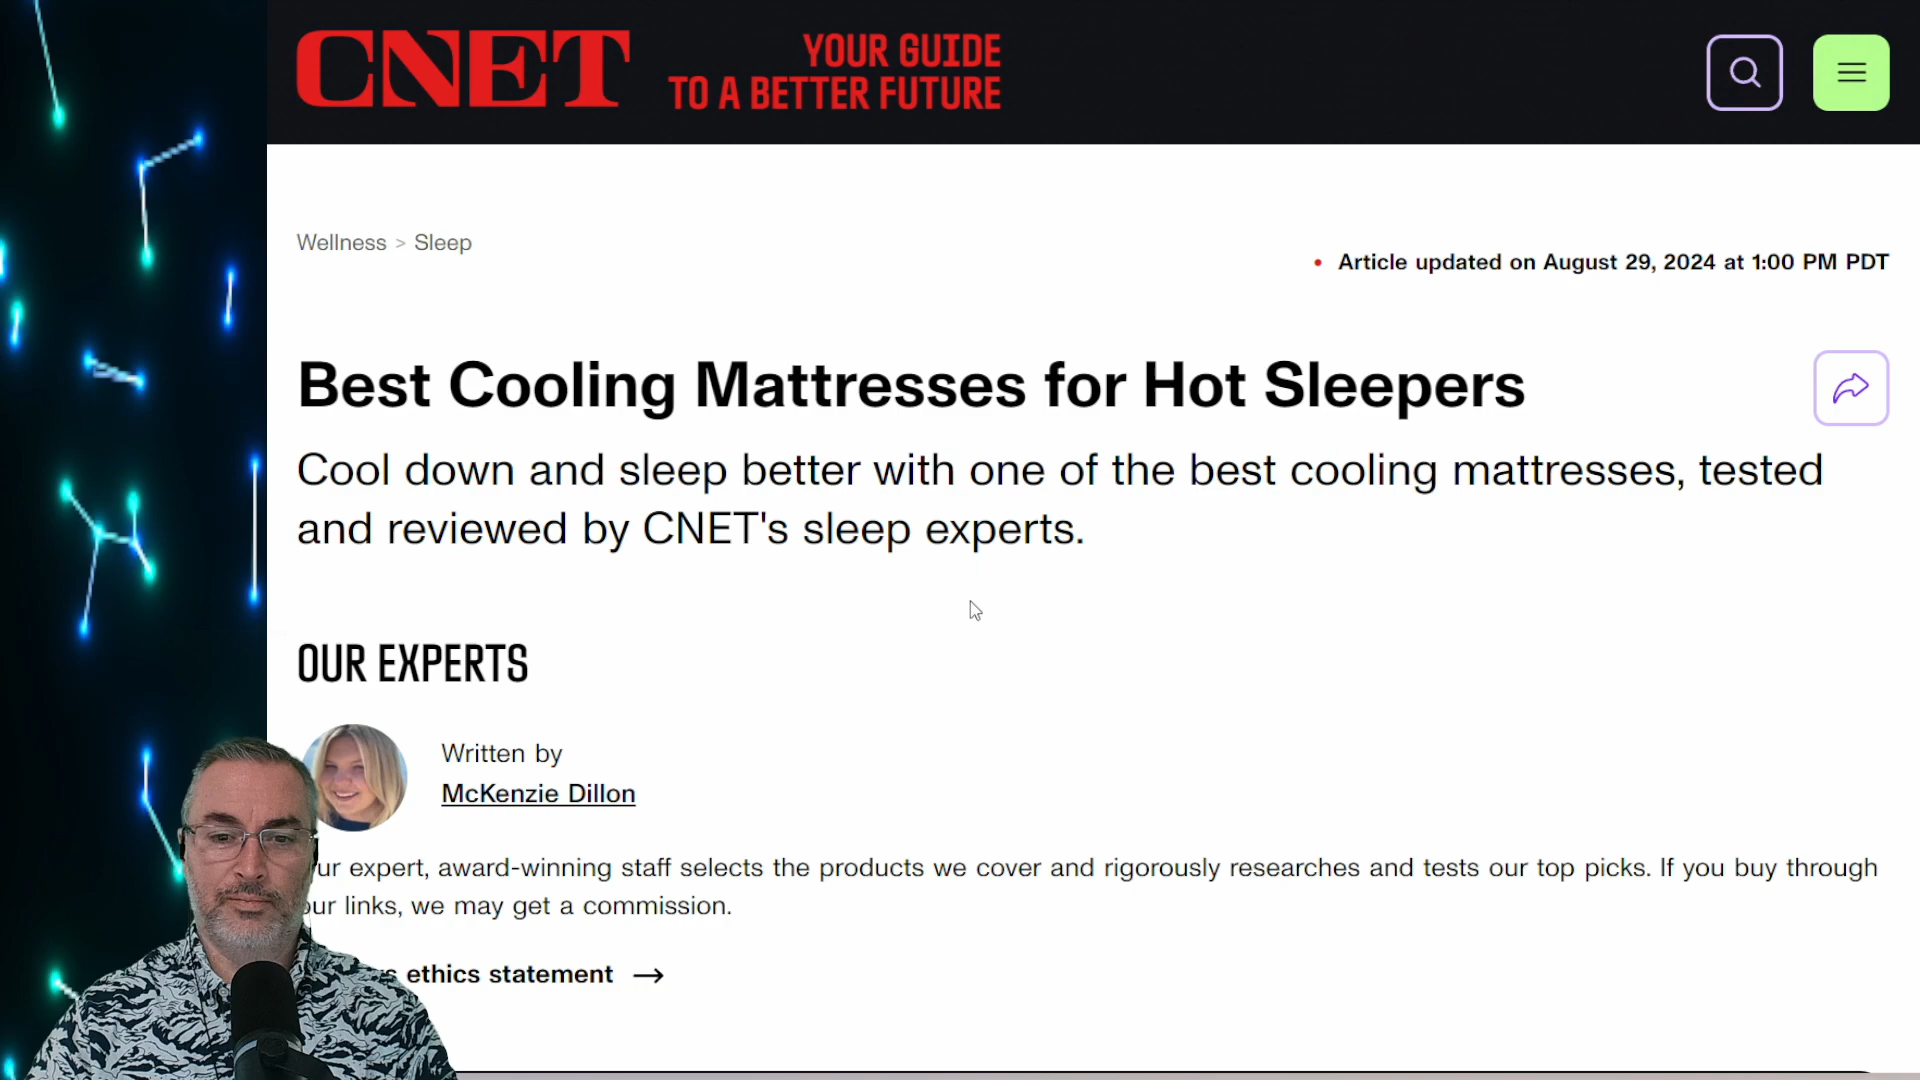 CNET
YOUR GUIDE
TO A BETTER FUTURE
Wellness > Sleep
• Article updated on August 29, 2024 at 1:00 PM PDT
Best Cooling Mattresses for Hot Sleepers
Cool down and sleep better with one of the best cooling mattresses, tested
and reviewed by CNET's sleep experts.
OUR EXPERTS
Written by
McKenzie Dillon
ur expert, award-winning staff selects the products we cover and rigorously researches and tests our top picks. If you buy through
our links, we may get a commission.
ethics statement →